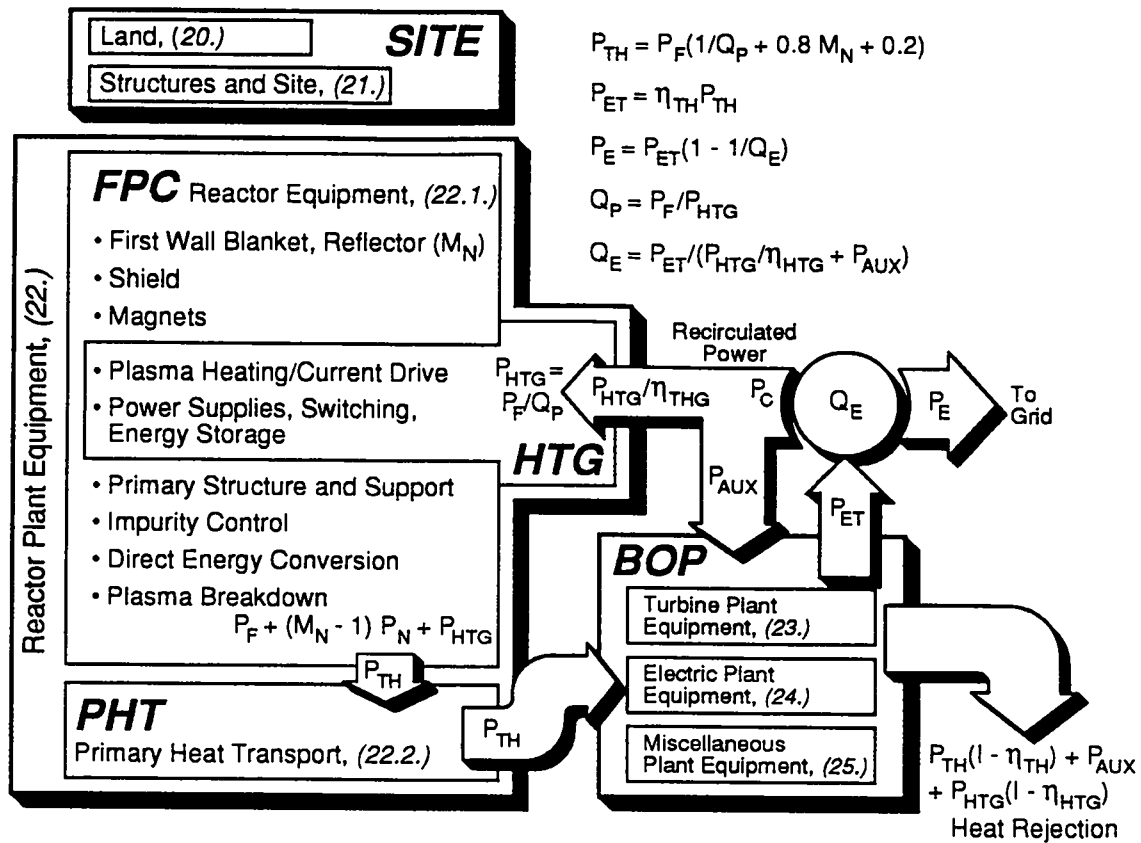 Land, (20.)
SITE
Structures and Site, (21.)
P_TH = P_F(1/Q_P + 0.8 M_N + 0.2)
P_ET = η_TH P_TH
P_E = P_ET(1 - 1/Q_E)
Q_P = P_F/P_HTG
Q_E = P_ET/(P_HTG/η_HTG + P_AUX)
Reactor Plant Equipment, (22.)
FPC Reactor Equipment, (22.1.)
• First Wall Blanket, Reflector (M_N)
• Shield
• Magnets
• Plasma Heating/Current Drive
• Power Supplies, Switching,
Energy Storage
P_HTG =
P_F/Q_P
HTG
• Primary Structure and Support
• Impurity Control
• Direct Energy Conversion
• Plasma Breakdown
P_F + (M_N - 1) P_N + P_HTG
P_TH
PHT
Primary Heat Transport, (22.2.)
P_TH
Recirculated
Power
P_HTG/η_THG
P_C
Q_E
P_E
To
Grid
P_AUX
P_ET
BOP
Turbine Plant
Equipment, (23.)
Electric Plant
Equipment, (24.)
Miscellaneous
Plant Equipment, (25.)
P_TH(I - η_TH) + P_AUX
+ P_HTG(I - η_HTG)
Heat Rejection